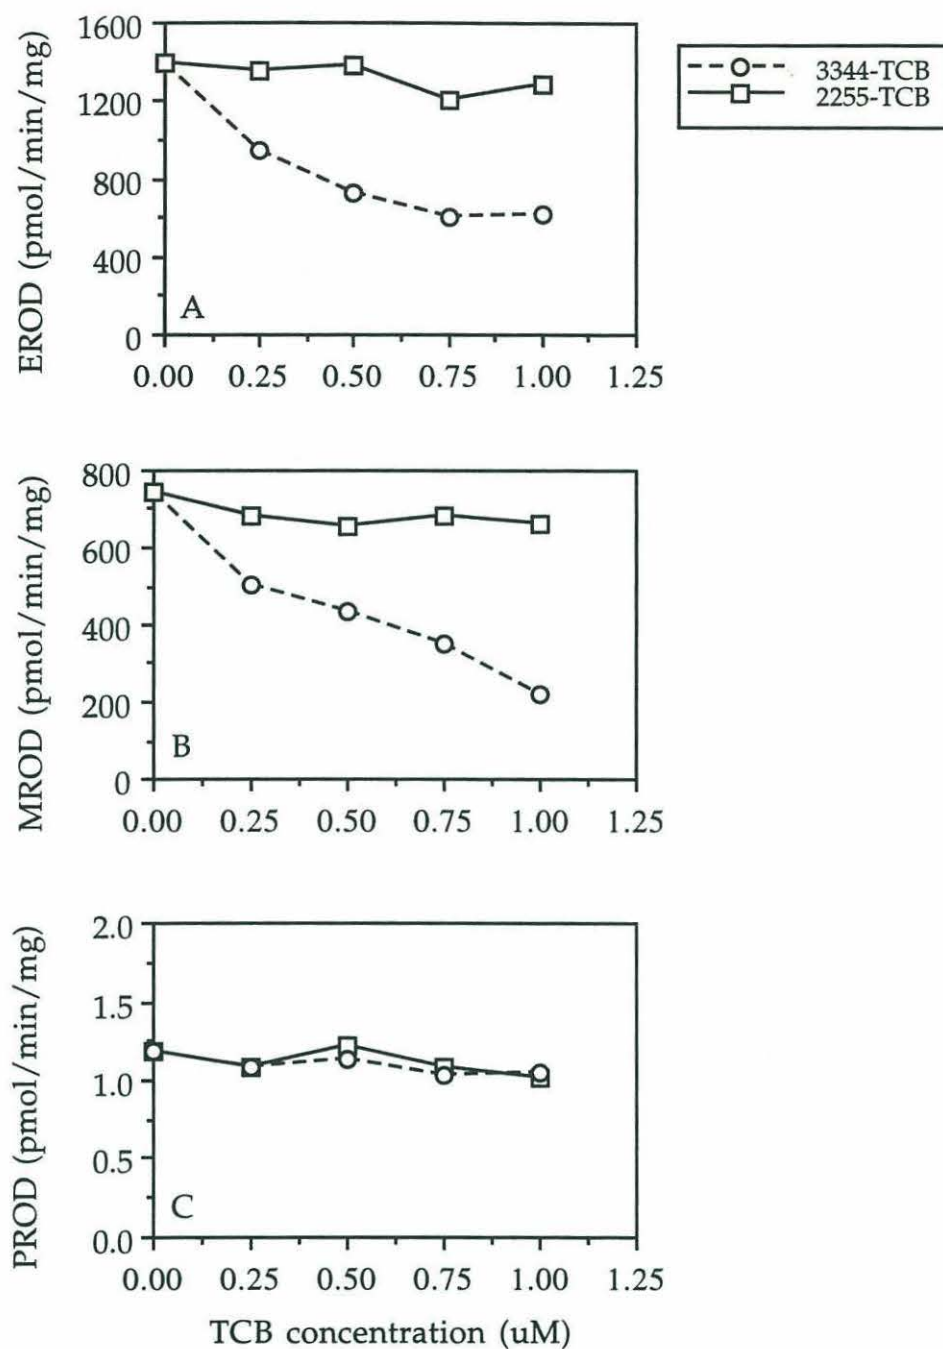 EROD (pmol/min/mg)
1600
1200
800
400
0
A
0.00 0.25 0.50 0.75 1.00 1.25
3344-TCB
2255-TCB
MROD (pmol/min/mg)
800
600
400
200
0
B
0.00 0.25 0.50 0.75 1.00 1.25
PROD (pmol/min/mg)
2.0
1.5
1.0
0.5
0.0
C
0.00 0.25 0.50 0.75 1.00 1.25
TCB concentration (uM)